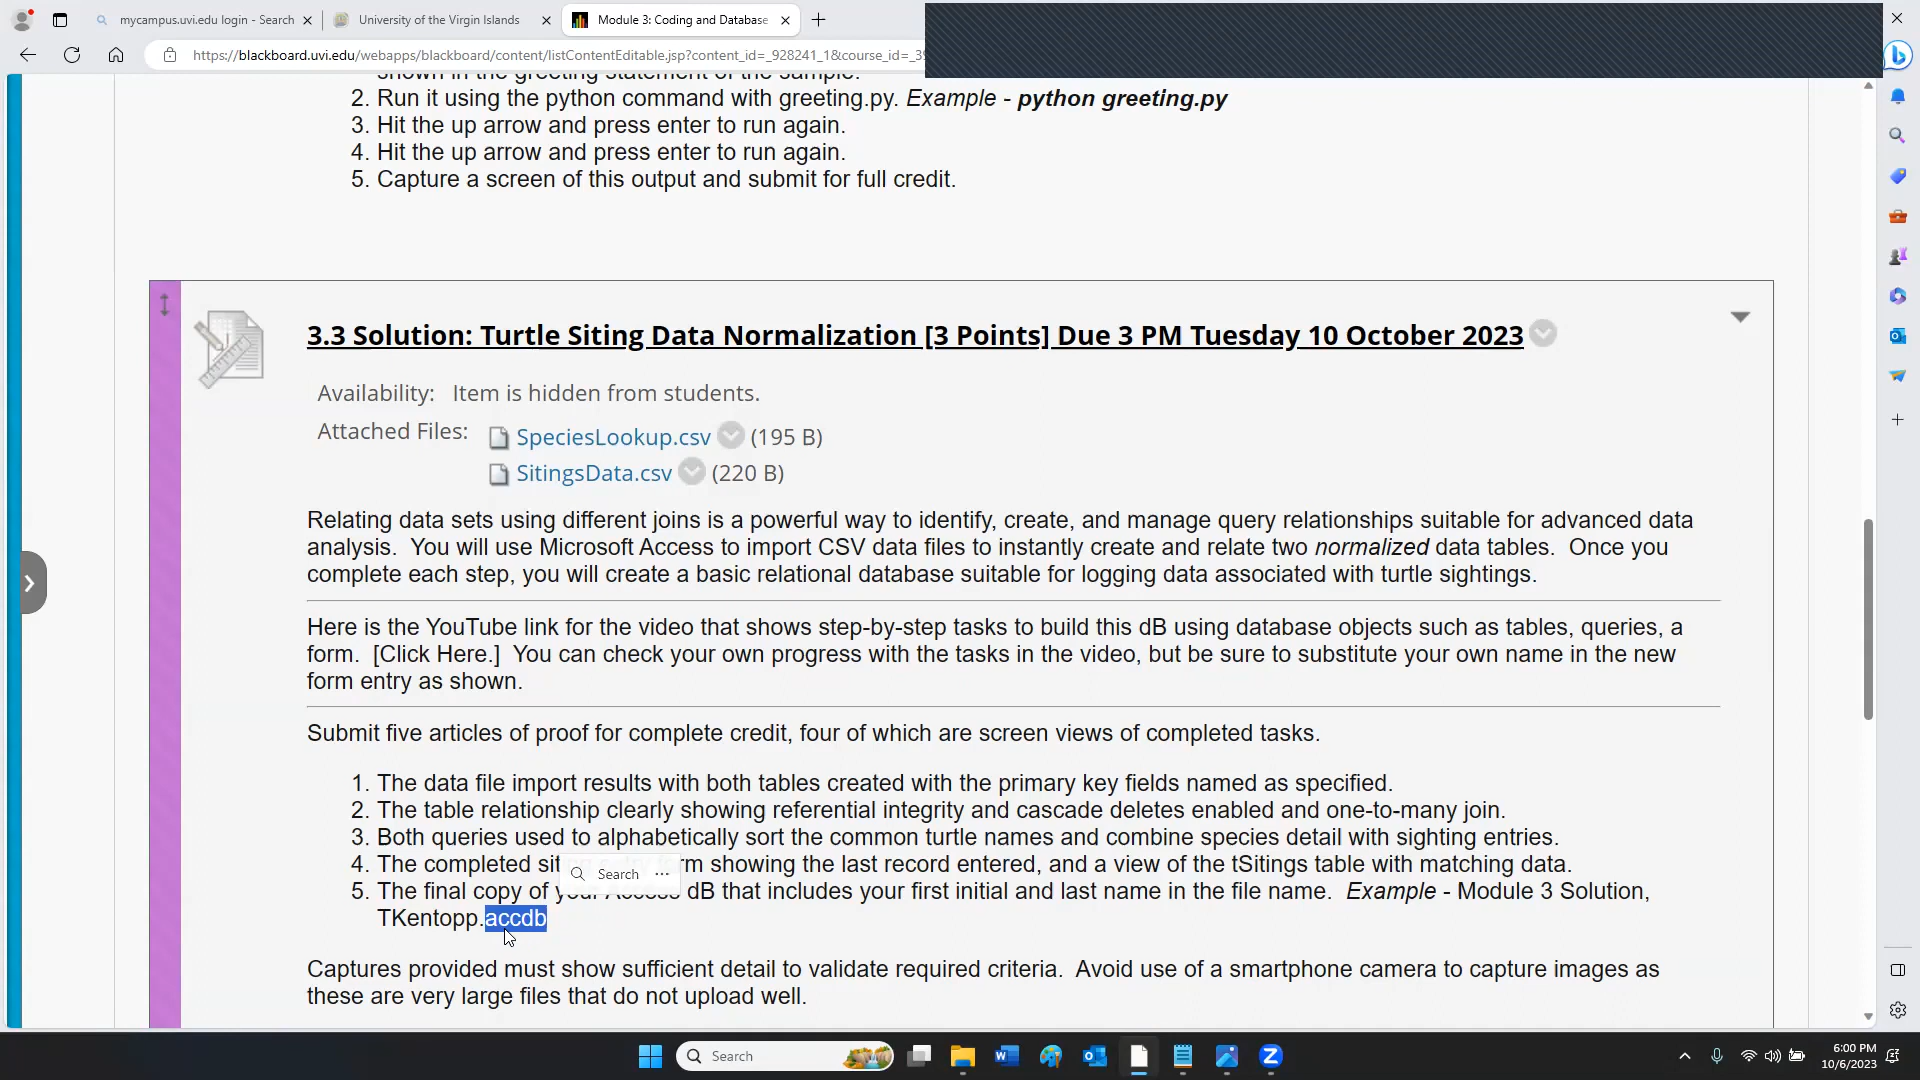 mycampus.uvi.edu login - Search
University of the Virgin Islands
Module 3: Coding and Database
https://blackboard.uvi.edu/webapps/blackboard/content/listContentEditable.jsp?content_id=_928241_1&course_id=_39
shown in the greeting statement of the sample.
2. Run it using the python command with greeting.py. Example - python greeting.py
3. Hit the up arrow and press enter to run again.
4. Hit the up arrow and press enter to run again.
5. Capture a screen of this output and submit for full credit.
3.3 Solution: Turtle Siting Data Normalization [3 Points] Due 3 PM Tuesday 10 October 2023
Availability: Item is hidden from students.
Attached Files: SpeciesLookup.csv (195 B)
SitingsData.csv (220 B)
Relating data sets using different joins is a powerful way to identify, create, and manage query relationships suitable for advanced data
analysis. You will use Microsoft Access to import CSV data files to instantly create and relate two normalized data tables. Once you
complete each step, you will create a basic relational database suitable for logging data associated with turtle sightings.
Here is the YouTube link for the video that shows step-by-step tasks to build this dB using database objects such as tables, queries, a
form. [Click Here.] You can check your own progress with the tasks in the video, but be sure to substitute your own name in the new
form entry as shown.
Submit five articles of proof for complete credit, four of which are screen views of completed tasks.
1. The data file import results with both tables created with the primary key fields named as specified.
2. The table relationship clearly showing referential integrity and cascade deletes enabled and one-to-many join.
3. Both queries used to alphabetically sort the common turtle names and combine species detail with sighting entries.
4. The completed form showing the last record entered, and a view of the tSitings table with matching data.
Search ...
5. The final copy of your Access dB that includes your first initial and last name in the file name. Example - Module 3 Solution,
TKentopp.accdb
Captures provided must show sufficient detail to validate required criteria. Avoid use of a smartphone camera to capture images as
these are very large files that do not upload well.
Search
6:00 PM
10/6/2023